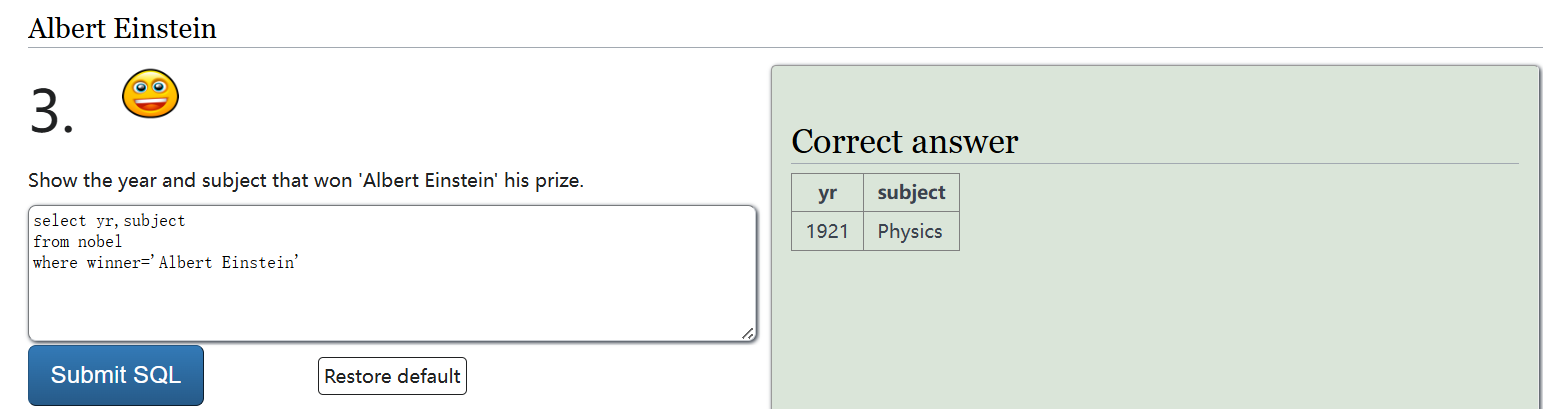 Albert Einstein
3.
Show the year and subject that won 'Albert Einstein' his prize.
select yr,subject
from nobel
where winner='Albert Einstein'
Submit SQL
Restore default
Correct answer
yr subject
1921 Physics